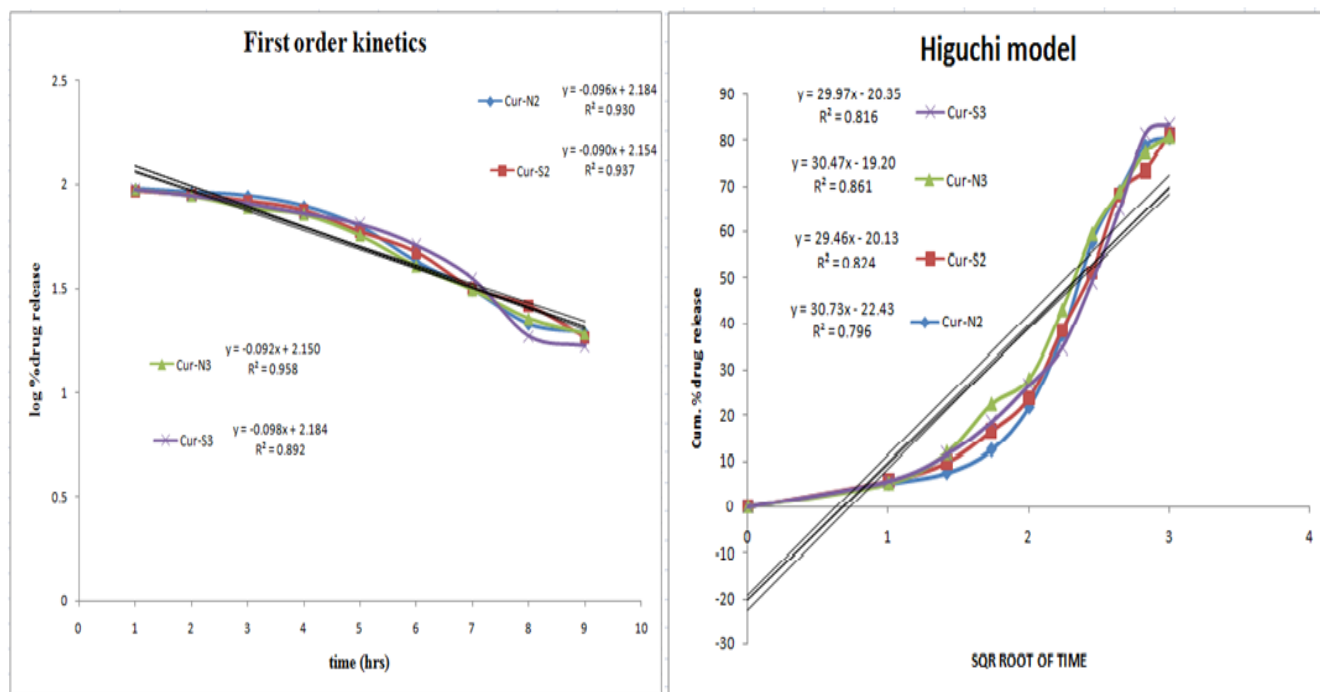 First order kinetics
log %drug release
2.5
2
1.5
1
0.5
0
0 1 2 3 4 5 6 7 8 9 10
time (hrs)
Cur-N2
y = -0.096x + 2.184
R² = 0.930
Cur-S2
y = -0.090x + 2.154
R² = 0.937
Cur-N3
y = -0.092x + 2.150
R² = 0.958
Cur-S3
y = -0.098x + 2.184
R² = 0.892
Higuchi model
Cum. % drug release
90
80
70
60
50
40
30
20
10
0
-10
-20
-30
0 1 2 3 4
SQR ROOT OF TIME
y = 29.97x - 20.35
R² = 0.816
Cur-S3
y = 30.47x - 19.20
R² = 0.861
Cur-N3
y = 29.46x - 20.13
R² = 0.824
Cur-S2
y = 30.73x - 22.43
R² = 0.796
Cur-N2